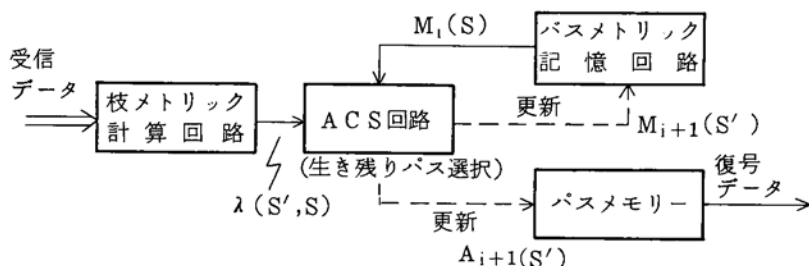 受信
データ
枝メトリック
計算回路
λ(S′,S)
ACS回路
(生き残りパス選択)
M_i(S)
パスメトリック
記憶回路
更新
M_{i+1}(S′)
更新
A_{i+1}(S′)
パスメモリー
復号
データ